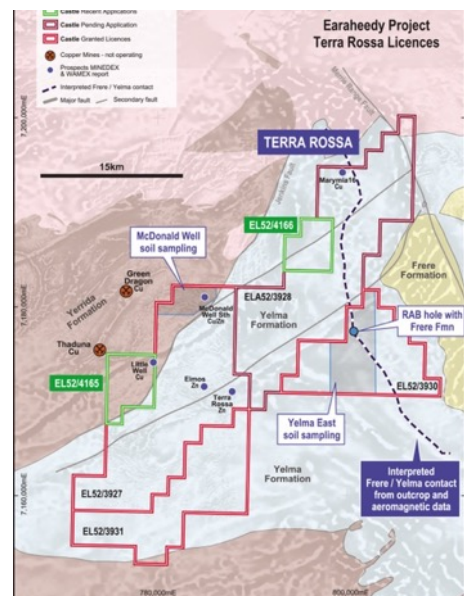 Castle Recent Applications
Castle Pending Application
Castle Granted Licences
Copper Mines - not operating
Prospects MINEDEX
& WAMEX report
Interpreted Frere / Yelma contact
Major fault
Secondary fault
Earaheedy Project
Terra Rossa Licences
7,200,000mN
15km
TERRA ROSSA
Marymia16
Cu
Jenkins Fault
McDonald Well
soil sampling
EL52/4166
Green
Dragon
Cu
Yerrida
Formation
McDonald
Well Sth
Cu/Zn
ELA52/3928
Yelma
Formation
Frere
Formation
7,180,000mE
RAB hole with
Frere Fmn
Thaduna
Cu
Little
Well
Cu
EL52/4165
Elmos
Zn
Terra
Rossa
Zn
EL52/3930
Yelma East
soil sampling
Yelma
Formation
Interpreted
Frere / Yelma contact
from outcrop and
aeromagnetic data
EL52/3927
7,160,000mE
EL52/3931
780,000mE
800,000mE